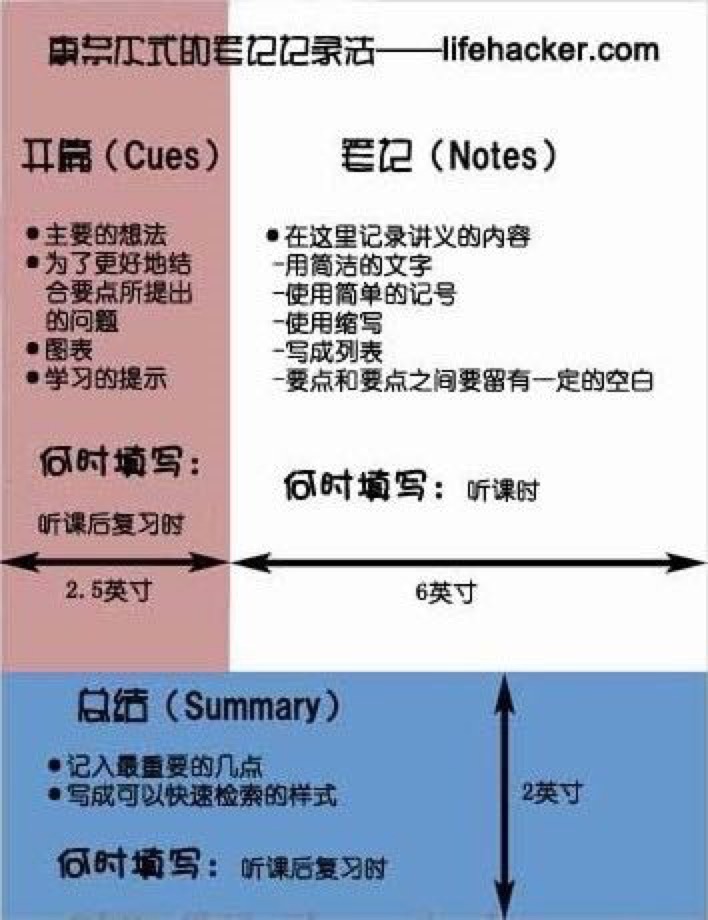 東京大式的笔记记录法——lifehacker.com
开篇（Cues）
●主要的想法
●为了更好地结
合要点所提出
的问题
●图表
●学习的提示
何时填写：
听课后复习时
2.5英寸
笔记（Notes）
●在这里记录讲义的内容
-用简洁的文字
-使用简单的记号
-使用缩写
-写成列表
-要点和要点之间要留有一定的空白
何时填写：听课时
6英寸
总结（Summary）
●记入最重要的几点
●写成可以快速检索的样式
何时填写：听课后复习时
2英寸